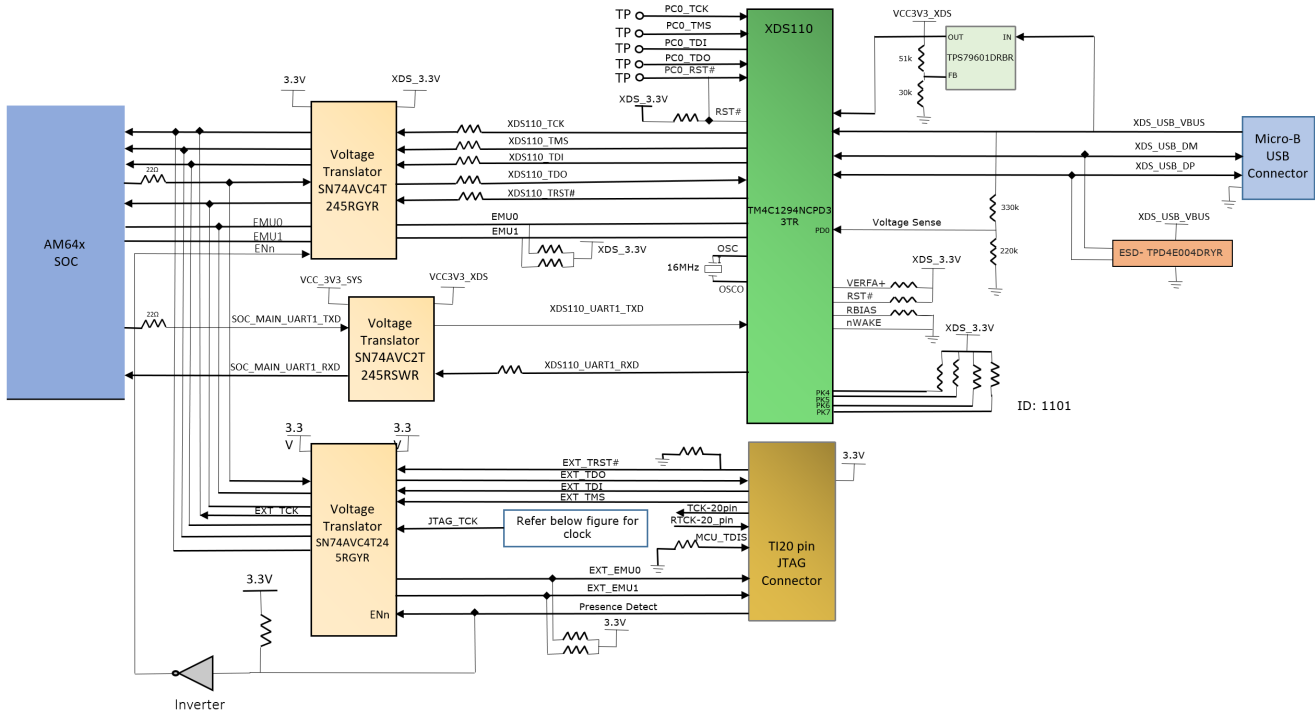 TP
PC0_TCK
TP
PC0_TMS
TP
PC0_TDI
TP
PC0_TDO
TP
PC0_RST#
XDS110
VCC3V3_XDS
OUT
IN
TPS79601DRBR
FB
51k
30k
3.3V
XDS_3.3V
XDS_3.3V
RST#
Voltage
Translator
SN74AVC4T
245RGYR
XDS110_TCK
XDS110_TMS
XDS110_TDI
XDS110_TDO
XDS110_TRST#
XDS_USB_VBUS
XDS_USB_DM
XDS_USB_DP
Micro-B
USB
Connector
22Ω
TM4C1294NCPD3
3TR
PD0
Voltage Sense
330k
220k
XDS_USB_VBUS
ESD- TPD4E004DRYR
AM64x
SOC
EMU0
EMU1
ENn
EMU0
EMU1
XDS_3.3V
OSC
I
16MHz
OSCO
VCC_3V3_SYS
VCC3V3_XDS
XDS_3.3V
VERFA+
RST#
RBIAS
nWAKE
22Ω
SOC_MAIN_UART1_TXD
XDS110_UART1_TXD
Voltage
Translator
SN74AVC2T
245RSWR
SOC_MAIN_UART1_RXD
XDS110_UART1_RXD
XDS_3.3V
PK4
PK5
PK6
PK7
ID: 1101
3.3
V
3.3
V
3.3V
EXT_TRST#
EXT_TDO
EXT_TDI
EXT_TMS
TCK-20pin
RTCK-20_pin
MCU_TDIS
EXT_TCK
Voltage
Translator
SN74AVC4T24
5RGYR
JTAG_TCK
Refer below figure for
clock
TI20 pin
JTAG
Connector
EXT_EMU0
EXT_EMU1
Presence Detect
ENn
3.3V
3.3V
Inverter